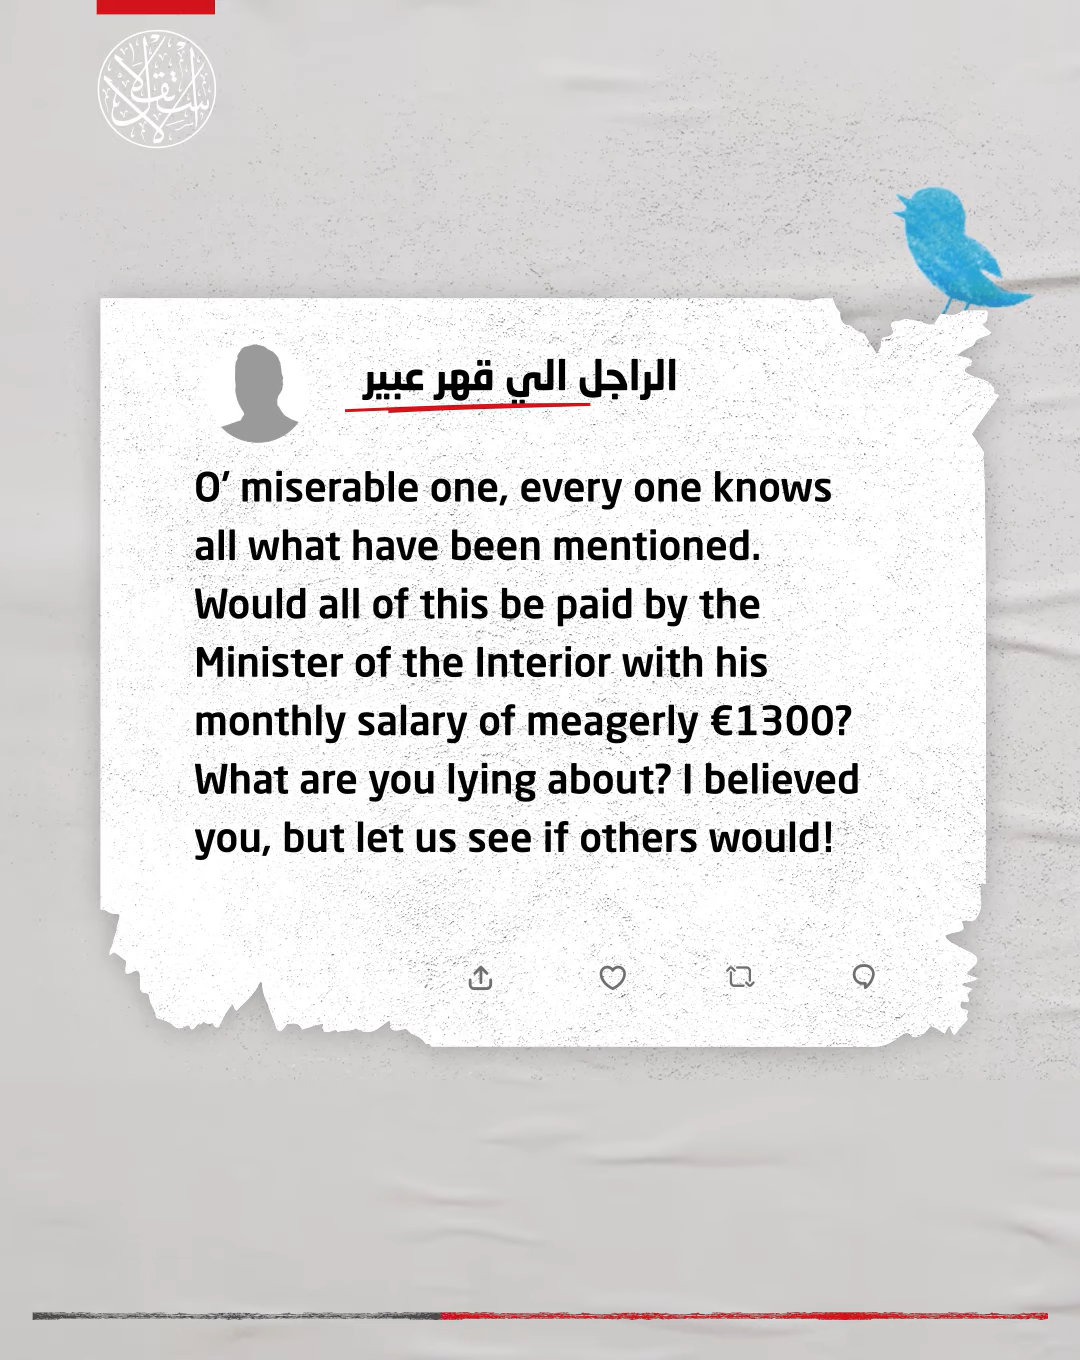 الاستقلال
الراجل الي قهر عبير
O’ miserable one, every one knows
all what have been mentioned.
Would all of this be paid by the
Minister of the Interior with his
monthly salary of meagerly €1300?
What are you lying about? I believed
you, but let us see if others would!